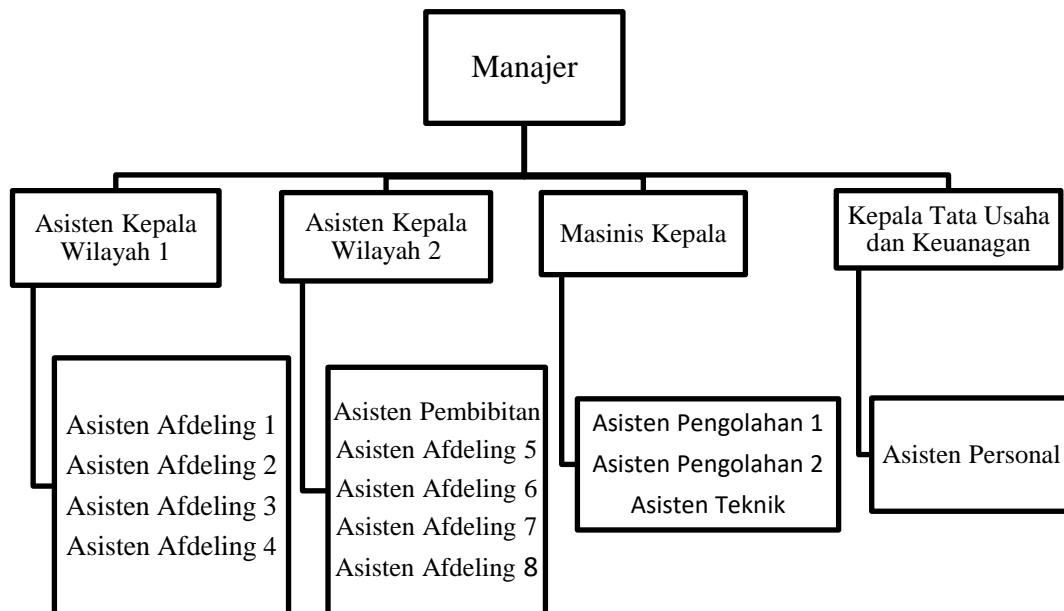 Manajer
Asisten Kepala
Wilayah 1
Asisten Kepala
Wilayah 2
Masinis Kepala
Kepala Tata Usaha
dan Keuanagan
Asisten Afdeling 1
Asisten Afdeling 2
Asisten Afdeling 3
Asisten Afdeling 4
Asisten Pembibitan
Asisten Afdeling 5
Asisten Afdeling 6
Asisten Afdeling 7
Asisten Afdeling 8
Asisten Pengolahan 1
Asisten Pengolahan 2
Asisten Teknik
Asisten Personal